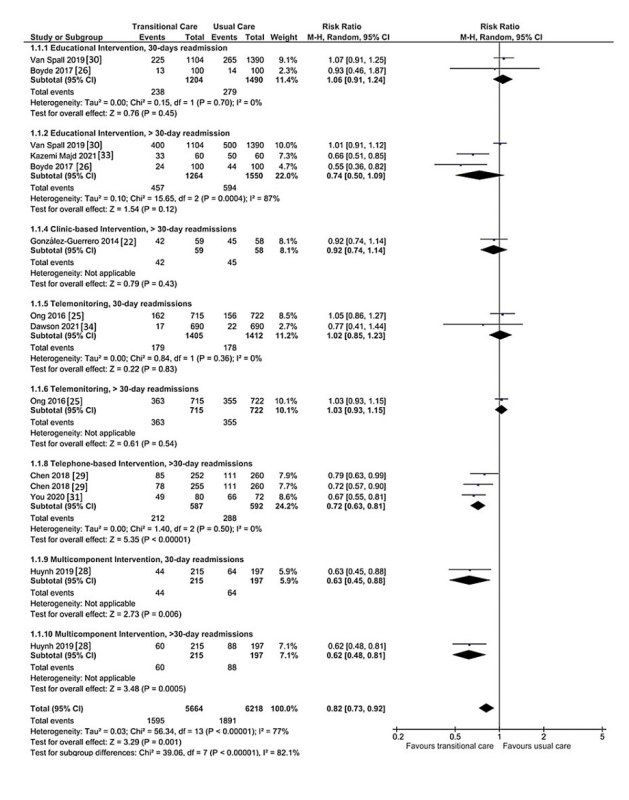 Transitional Care Usual Care Risk Ratio Risk Ratio
Study or Subgroup Events Total Events Total Weight M-H, Random, 95% CI M-H, Random, 95% CI
1.1.1 Educational Intervention, 30-days readmission
Van Spall 2019[30] 225 1104 265 1390 9.1% 1.07 [0.91, 1.25]
Boyde 2017 [26] 13 100 14 100 2.3% 0.93 [0.46, 1.87]
Subtotal (95% CI) 1204 1490 11.4% 1.06 [0.91, 1.24]
Total events 238 279
Heterogeneity: Tau² = 0.00; Chi² = 0.15, df = 1 (P = 0.70); I² = 0%
Test for overall effect: Z = 0.76 (P = 0.45)
1.1.2 Educational Intervention, > 30-day readmission
Van Spall 2019[30] 400 1104 500 1390 10.0% 1.01 [0.91, 1.12]
Kazemi Majd 2021[33] 33 60 50 60 7.3% 0.66 [0.51, 0.85]
Boyde 2017 [26] 24 100 44 100 4.7% 0.55 [0.36, 0.82]
Subtotal (95% CI) 1264 1550 22.0% 0.74 [0.50, 1.09]
Total events 457 594
Heterogeneity: Tau² = 0.10; Chi² = 15.65, df = 2 (P = 0.0004); I² = 87%
Test for overall effect: Z = 1.54 (P = 0.12)
1.1.4 Clinic-based Intervention, > 30-day readmission
González-Guerrero 2014[22] 42 59 45 58 8.1% 0.92 [0.74, 1.14]
Subtotal (95% CI) 59 58 8.1% 0.92 [0.74, 1.14]
Total events 42 45
Heterogeneity: Not applicable
Test for overall effect: Z = 0.79 (P = 0.43)
1.1.5 Telemonitoring, 30-day readmissions
Ong 2016 [25] 162 715 156 722 8.5% 1.05 [0.86, 1.27]
Dawson 2021[34] 17 690 22 690 2.7% 0.77 [0.41, 1.44]
Subtotal (95% CI) 1405 1412 11.2% 1.02 [0.85, 1.23]
Total events 179 178
Heterogeneity: Tau² = 0.00; Chi² = 0.84, df = 1 (P = 0.36); I² = 0%
Test for overall effect: Z = 0.22 (P = 0.83)
1.1.6 Telemonitoring, > 30-day readmissions
Ong 2016[25] 363 715 355 722 10.1% 1.03 [0.93, 1.15]
Subtotal (95% CI) 715 722 10.1% 1.03 [0.93, 1.15]
Total events 363 355
Heterogeneity: Not applicable
Test for overall effect: Z = 0.61 (P = 0.54)
1.1.8 Telephone-based Intervention, >30-day readmissions
Chen 2018 [29] 85 252 111 260 7.9% 0.79 [0.63, 0.99]
Chen 2018 [29] 78 255 111 260 7.7% 0.72 [0.57, 0.90]
You 2020 [31] 49 80 66 72 8.6% 0.67 [0.55, 0.81]
Subtotal (95% CI) 587 592 24.2% 0.72 [0.63, 0.81]
Total events 212 288
Heterogeneity: Tau² = 0.00; Chi² = 1.40, df = 2 (P = 0.50); I² = 0%
Test for overall effect: Z = 5.35 (P < 0.00001)
1.1.9 Multicomponent Intervention, 30-day readmissions
Huynh 2019[28] 44 215 64 197 5.9% 0.63 [0.45, 0.88]
Subtotal (95% CI) 215 197 5.9% 0.63 [0.45, 0.88]
Total events 44 64
Heterogeneity: Not applicable
Test for overall effect: Z = 2.73 (P = 0.006)
1.1.10 Multicomponent Intervention, >30-day readmissions
Huynh 2019[28] 60 215 88 197 7.1% 0.62 [0.48, 0.81]
Subtotal (95% CI) 215 197 7.1% 0.62 [0.48, 0.81]
Total events 60 88
Heterogeneity: Not applicable
Test for overall effect: Z = 3.48 (P = 0.0005)
Total (95% CI) 5664 6218 100.0% 0.82 [0.73, 0.92]
Total events 1595 1891
Heterogeneity: Tau² = 0.03; Chi² = 56.34, df = 13 (P < 0.00001); I² = 77%
Test for overall effect: Z = 3.29 (P = 0.001)
Test for subgroup differences: Chi² = 39.06, df = 7 (P < 0.00001), I² = 82.1%
0.2 0.5 1 2 5
Favours transitional care Favours usual care